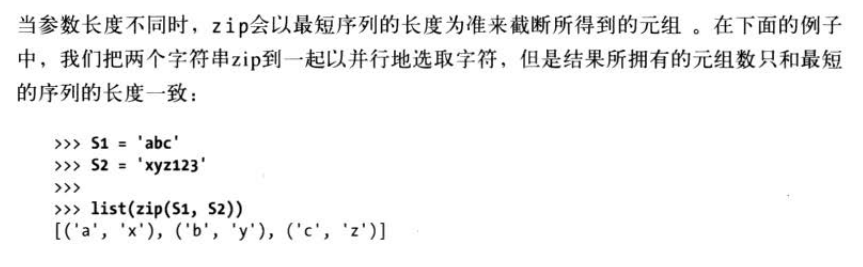 当参数长度不同时，zip会以最短序列的长度为准来截断所得到的元组 。在下面的例子
中，我们把两个字符串zip到一起以并行地选取字符，但是结果所拥有的元组数只和最短
的序列的长度一致：
>>> S1 = 'abc'
>>> S2 = 'xyz123'
>>>
>>> list(zip(S1, S2))
[('a', 'x'), ('b', 'y'), ('c', 'z')]